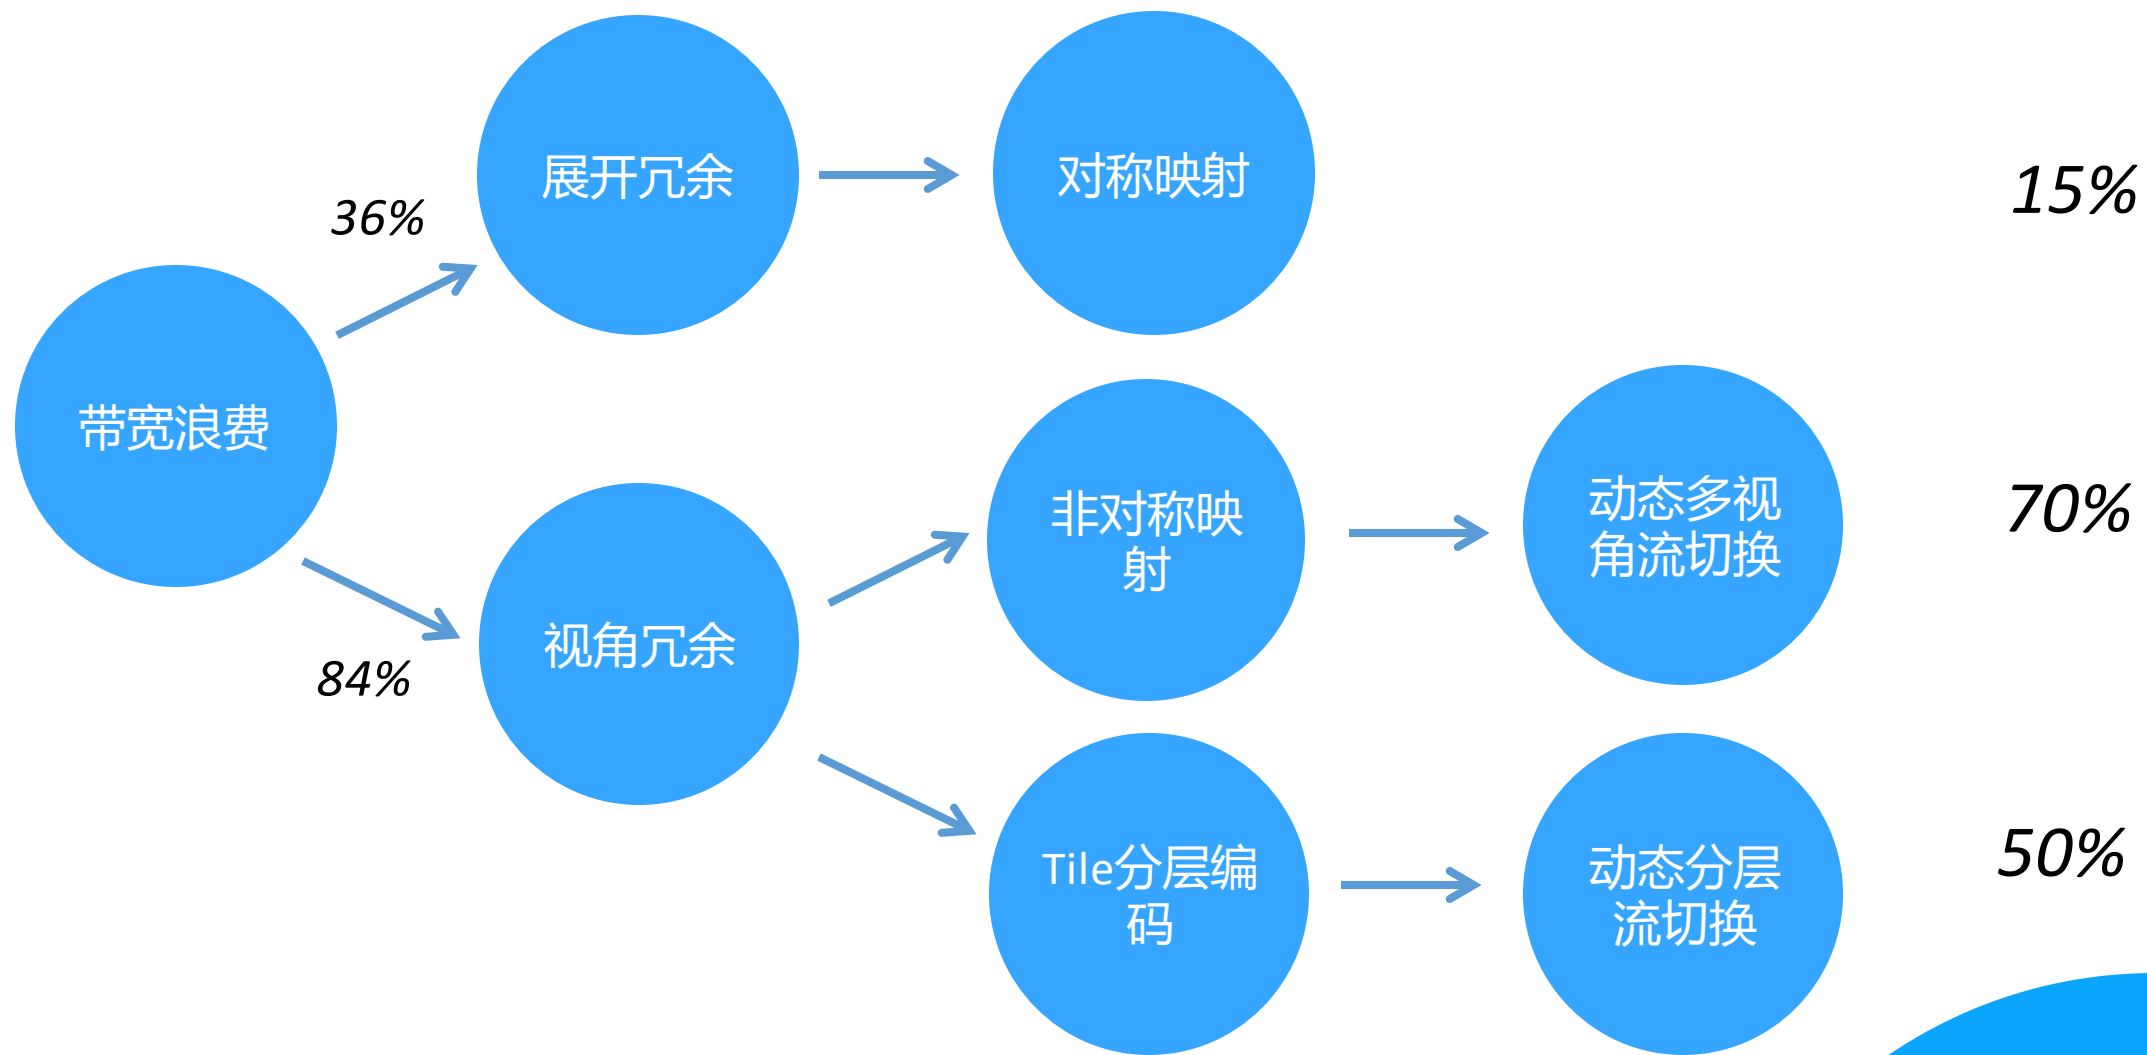 展开冗余
对称映射
15%
36%
带宽浪费
84%
视角冗余
非对称映
射
动态多视
角流切换
70%
Tile分层编
码
动态分层
流切换
50%